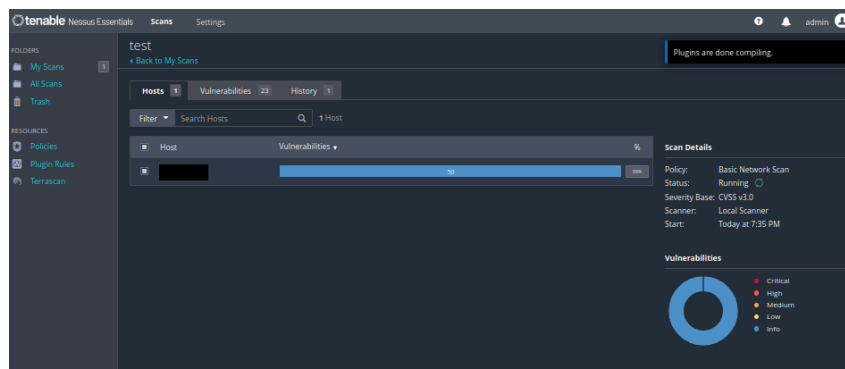 tenable Nessus Essentials Scans Settings admin
FOLDERS
My Scans 1
All Scans
Trash
RESOURCES
Policies
Plugin Rules
Terrascan
test
Back to My Scans
Plugins are done compiling.
Hosts 1 Vulnerabilities 23 History 1
Filter Search Hosts 1 Host
Host Vulnerabilities %
30
Scan Details
Policy: Basic Network Scan
Status: Running
Severity Base: CVSS v3.0
Scanner: Local Scanner
Start: Today at 7:35 PM
Vulnerabilities
Critical
High
Medium
Low
Info